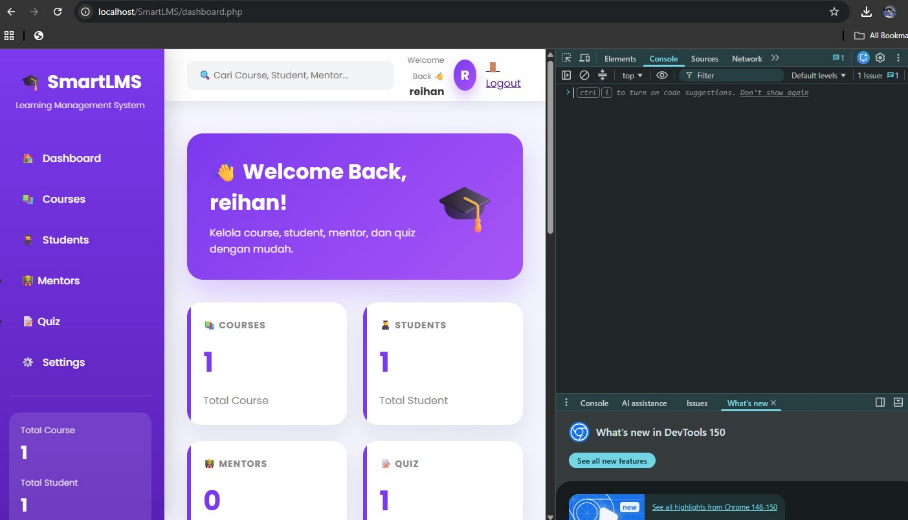 localhost/SmartLMS/dashboard.php
All Bookma
SmartLMS
Learning Management System
Dashboard
Courses
Students
Mentors
Quiz
Settings
Total Course
1
Total Student
1
Cari Course, Student, Mentor...
Welcome
Back
reihan
R
Logout
Welcome Back,
reihan!
Kelola course, student, mentor, dan quiz
dengan mudah.
COURSES
1
Total Course
STUDENTS
1
Total Student
MENTORS
0
QUIZ
1
Elements Console Sources Network 1
top Filter Default levels 1 Issue: 1
ctrl i to turn on code suggestions. Don't show again
Console AI assistance Issues What's new
What's new in DevTools 150
See all new features
new
See all highlights from Chrome 148-150